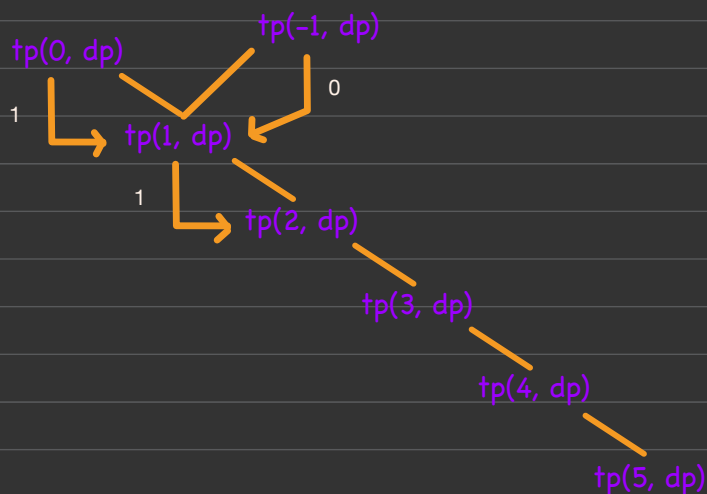 tp(-1, dp)
tp(0, dp)
0
1
tp(1, dp)
1
tp(2, dp)
tp(3, dp)
tp(4, dp)
tp(5, dp)